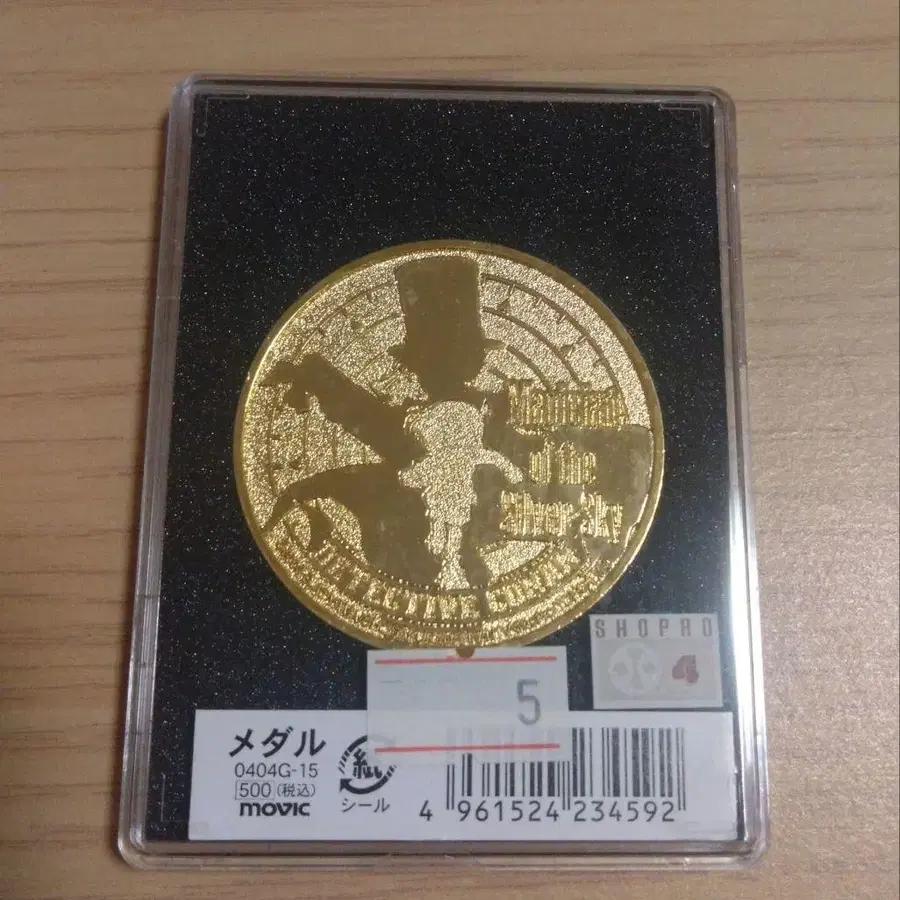 Magician
of the
Silver Sky
DETECTIVE CONAN
SHOPRO
4
5
メダル
0404G-15
500 (税込)
movic
紙
シール
4 961524 234592